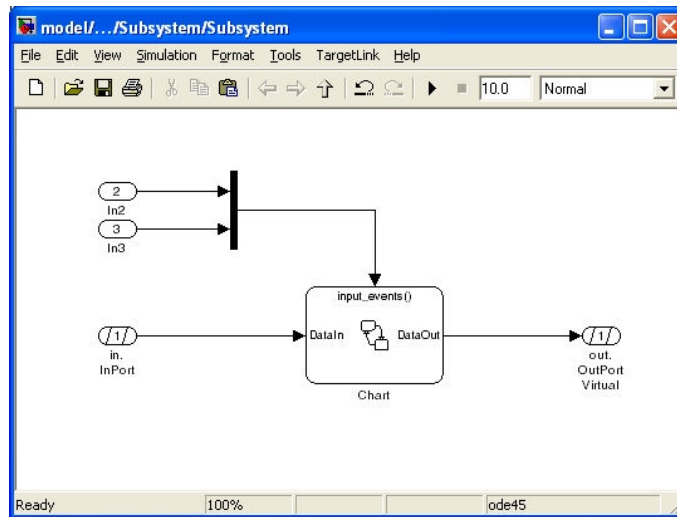 model/.../Subsystem/Subsystem
File Edit View Simulation Format Tools TargetLink Help
10.0 Normal
2
In2
3
In3
input_events()
/1/ DataIn DataOut /1/
in. out.
InPort OutPort
Virtual
Chart
Ready 100% ode45